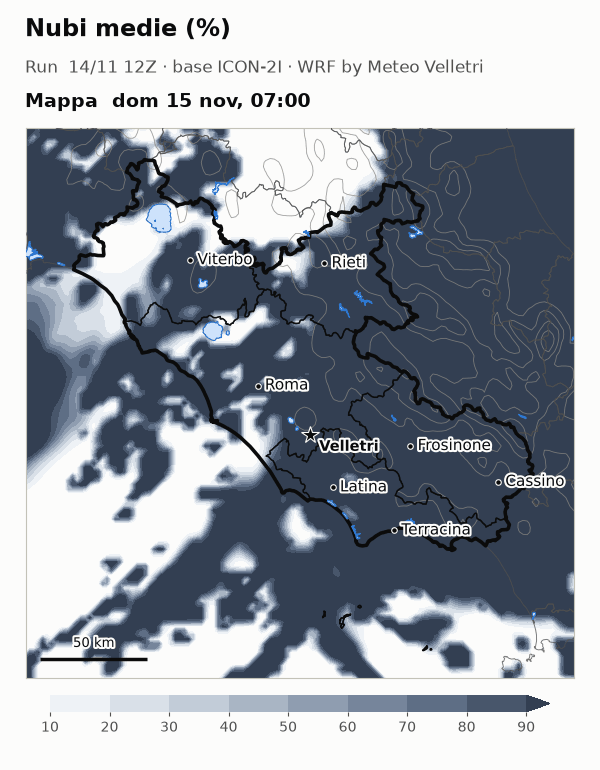 Nubi medie (%)
Run  14/11 12Z · base ICON-2I · WRF by Meteo Velletri
Mappa  dom 15 nov, 07:00
Viterbo
Rieti
Roma
Velletri
Frosinone
Cassino
Latina
Terracina
50 km
10 20 30 40 50 60 70 80 90